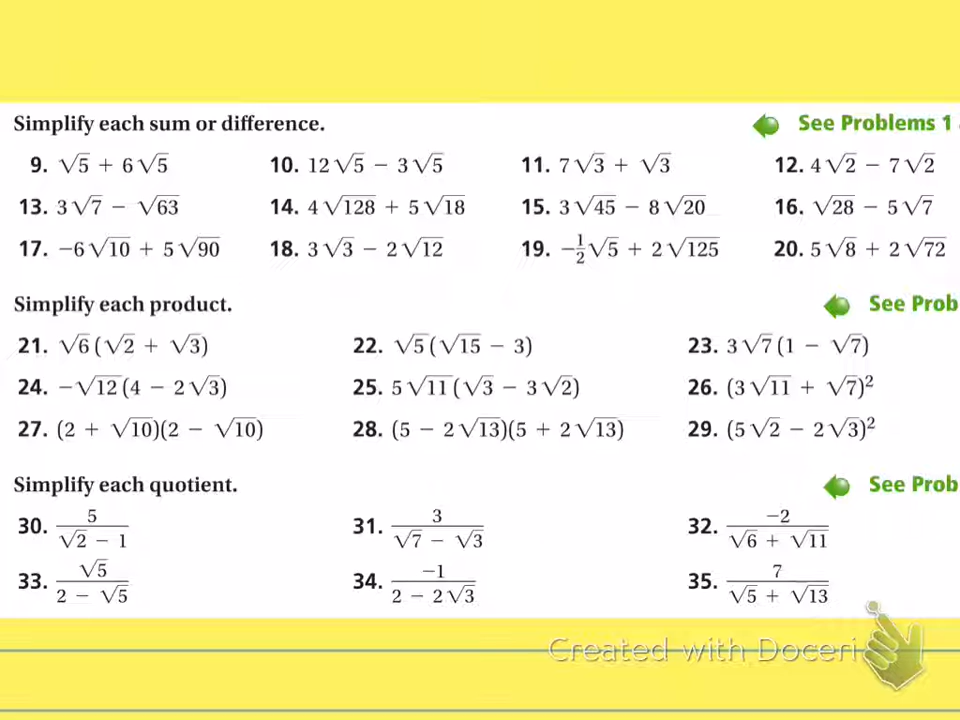 Simplify each sum or difference. See Problems 1
9. √5 + 6√5 10. 12√5 − 3√5 11. 7√3 + √3 12. 4√2 − 7√2
13. 3√7 − √63 14. 4√128 + 5√18 15. 3√45 − 8√20 16. √28 − 5√7
17. −6√10 + 5√90 18. 3√3 − 2√12 19. −1/2√5 + 2√125 20. 5√8 + 2√72
Simplify each product. See Prob
21. √6(√2 + √3) 22. √5(√15 − 3) 23. 3√7(1 − √7)
24. −√12(4 − 2√3) 25. 5√11(√3 − 3√2) 26. (3√11 + √7)²
27. (2 + √10)(2 − √10) 28. (5 − 2√13)(5 + 2√13) 29. (5√2 − 2√3)²
Simplify each quotient. See Prob
30. 5/(√2 − 1) 31. 3/(√7 − √3) 32. −2/(√6 + √11)
33. √5/(2 − √5) 34. −1/(2 − 2√3) 35. 7/(√5 + √13)
Created with Doceri